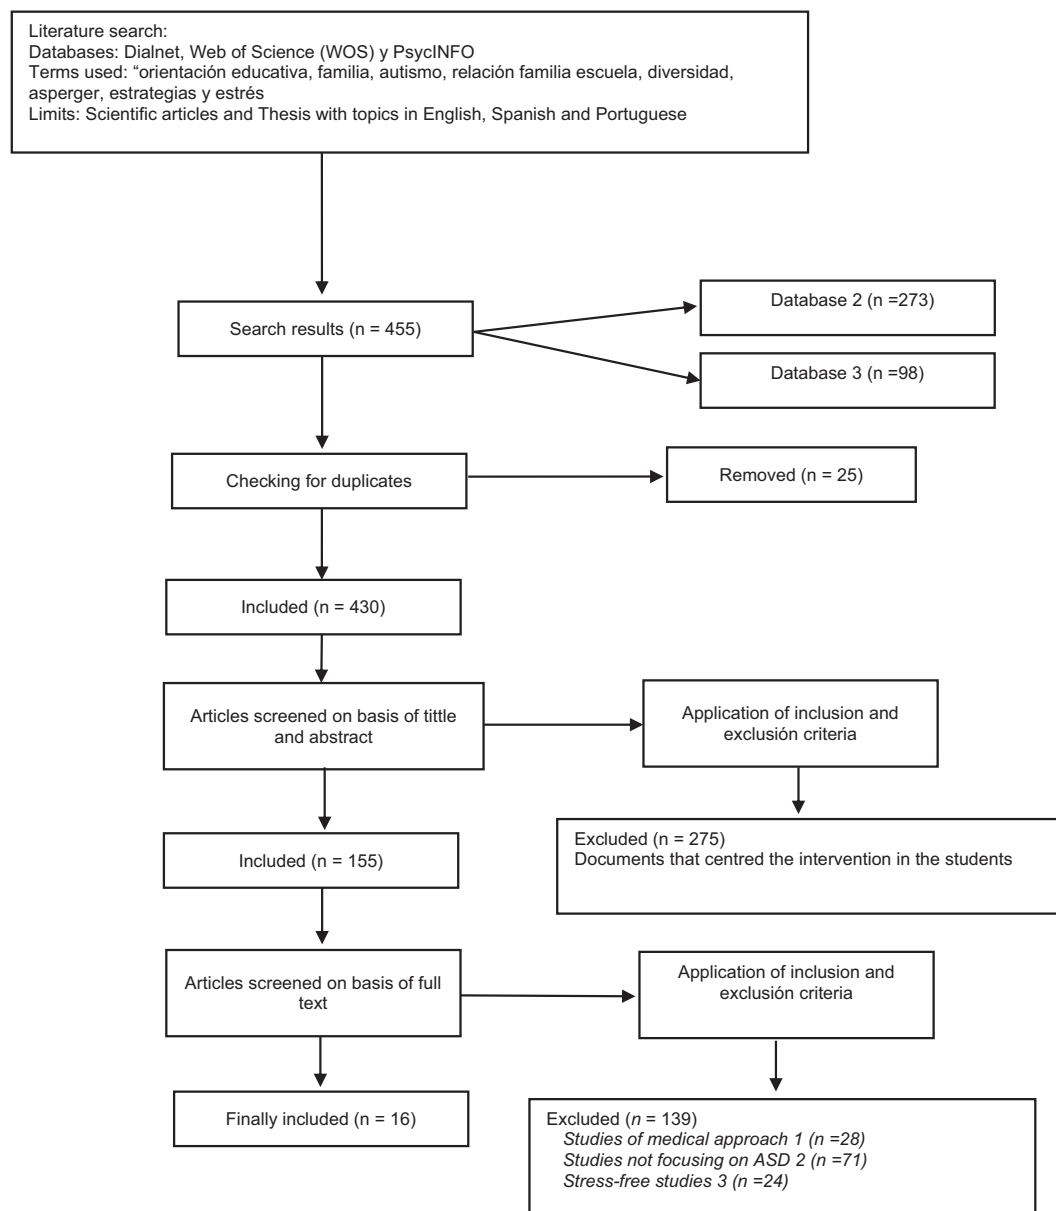 Literature search:
Databases: Dialnet, Web of Science (WOS) y PsycINFO
Terms used: “orientación educativa, familia, autismo, relación familia escuela, diversidad,
asperger, estrategias y estrés
Limits: Scientific articles and Thesis with topics in English, Spanish and Portuguese
Search results (n = 455)
Database 2 (n =273)
Database 3 (n =98)
Checking for duplicates
Removed (n = 25)
Included (n = 430)
Articles screened on basis of tittle
and abstract
Application of inclusion and
exclusión criteria
Excluded (n = 275)
Documents that centred the intervention in the students
Included (n = 155)
Articles screened on basis of full
text
Application of inclusion and
exclusión criteria
Finally included (n = 16)
Excluded (n = 139)
Studies of medical approach 1 (n =28)
Studies not focusing on ASD 2 (n =71)
Stress-free studies 3 (n =24)